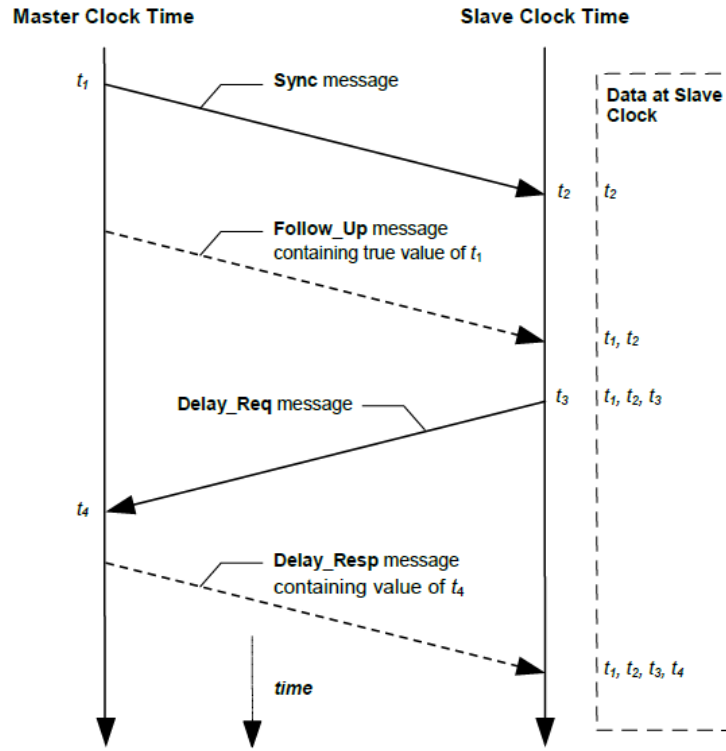 Master Clock Time
Slave Clock Time
t1
Sync message
Data at Slave
Clock
t2
t2
Follow_Up message
containing true value of t1
t1, t2
Delay_Req message
t3
t1, t2, t3
t4
Delay_Resp message
containing value of t4
t1, t2, t3, t4
time